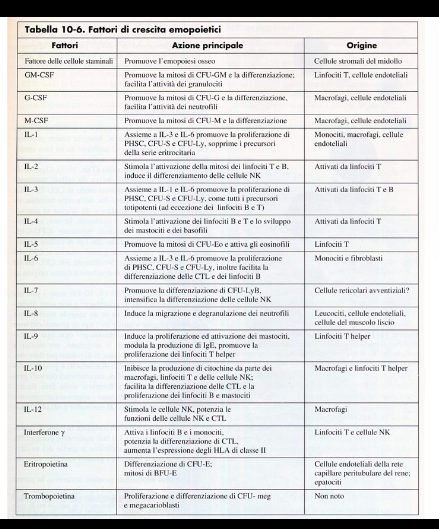 Tabella 10-6. Fattori di crescita emopoietici
Fattori Azione principale Origine
Fattore delle cellule staminali Promuove l'emopoiesi osseo Cellule stromali del midollo
GM-CSF Promuove la mitosi di CFU-GM e la differenziazione; Linfociti T, cellule endoteliali
facilita l'attività dei granulociti
G-CSF Promuove la mitosi di CFU-G e la differenziazione, Macrofagi, cellule endoteliali
facilita l'attività dei neutrofili
M-CSF Promuove la mitosi di CFU-M e la differenziazione Macrofagi, cellule endoteliali
IL-1 Assieme a IL-3 e IL-6 promuove la proliferazione di Monociti, macrofagi, cellule
PHSC, CFU-S e CFU-Ly, sopprime i precursori endoteliali
della serie eritrocitaria
IL-2 Stimola l'attivazione della mitosi dei linfociti T e B, Attivati da linfociti T
induce il differenziamento delle cellule NK
IL-3 Assieme a IL-1 e IL-6 promuove la proliferazione di Attivati da linfociti T e B
PHSC, CFU-S e CFU-Ly, come tutti i precursori
totipotenti (ad eccezione dei linfociti B e T)
IL-4 Stimola l'attivazione dei linfociti B e T e lo sviluppo Attivati da linfociti T
dei mastociti e dei basofili
IL-5 Promuove la mitosi di CFU-Eo e attiva gli eosinofili Linfociti T
IL-6 Assieme a IL-3 e IL-6 promuove la proliferazione Monociti e fibroblasti
di PHSC, CFU-S e CFU-Ly, inoltre facilita la
differenziazione delle CTL e dei linfociti B
IL-7 Promuove la differenziazione di CFU-LyB, Cellule reticolari avventiziali?
intensifica la differenziazione delle cellule NK
IL-8 Induce la migrazione e degranulazione dei neutrofili Leucociti, cellule endoteliali,
cellule del muscolo liscio
IL-9 Induce la proliferazione ed attivazione dei mastociti, Linfociti T helper
modula la produzione di IgE, promuove la
proliferazione dei linfociti T helper
IL-10 Inibisce la produzione di citochine da parte dei Macrofagi e linfociti T helper
macrofagi, linfociti T e delle cellule NK;
facilita la differenziazione delle CTL e la
proliferazione dei linfociti B e mastociti
IL-12 Stimola le cellule NK, potenzia le Macrofagi
funzioni delle cellule NK e CTL
Interferone γ Attiva i linfociti B e i monociti, Linfociti T e cellule NK
potenzia la differenziazione di CTL,
aumenta l'espressione degli HLA di classe II
Eritropoietina Differenziazione di CFU-E; Cellule endoteliali della rete
mitosi di BFU-E capillare peritubulare del rene;
epatociti
Trombopoietina Proliferazione e differenziazione di CFU- meg Non noto
e megacarioblasti